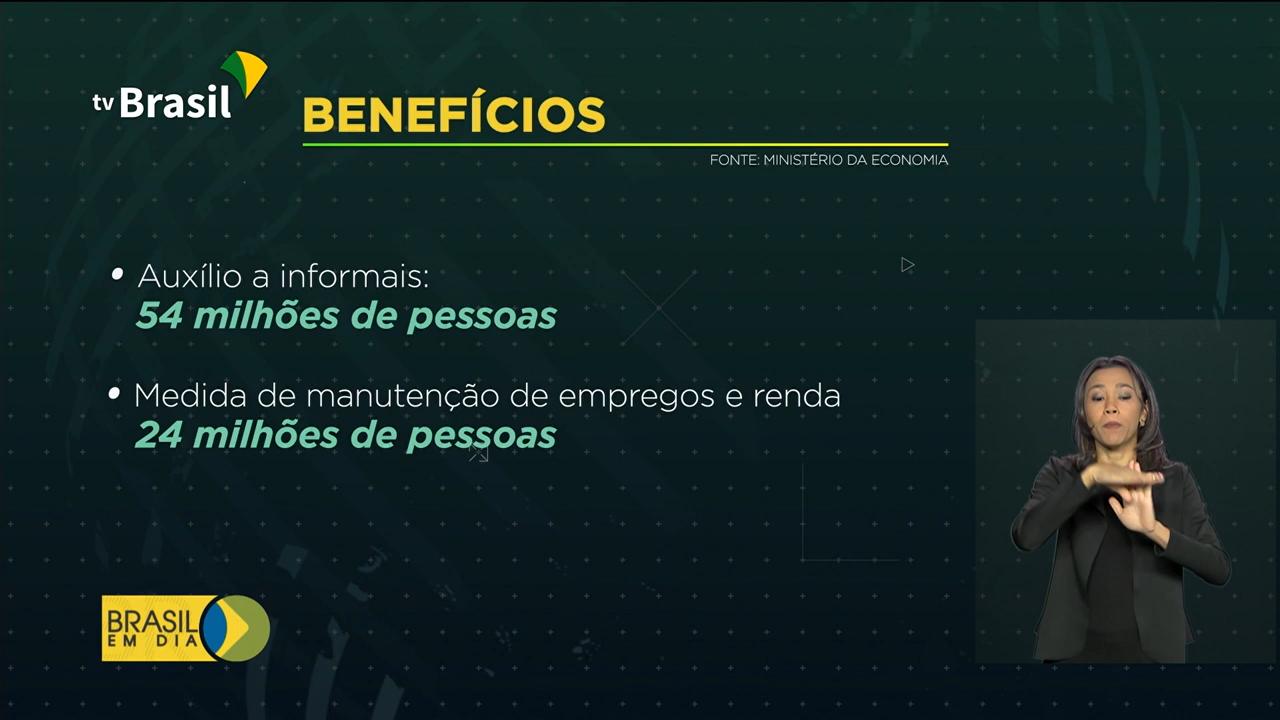 tv Brasil
BENEFÍCIOS
FONTE: MINISTÉRIO DA ECONOMIA
• Auxílio a informais:
54 milhões de pessoas
• Medida de manutenção de empregos e renda
24 milhões de pessoas
BRASIL
EM DIA